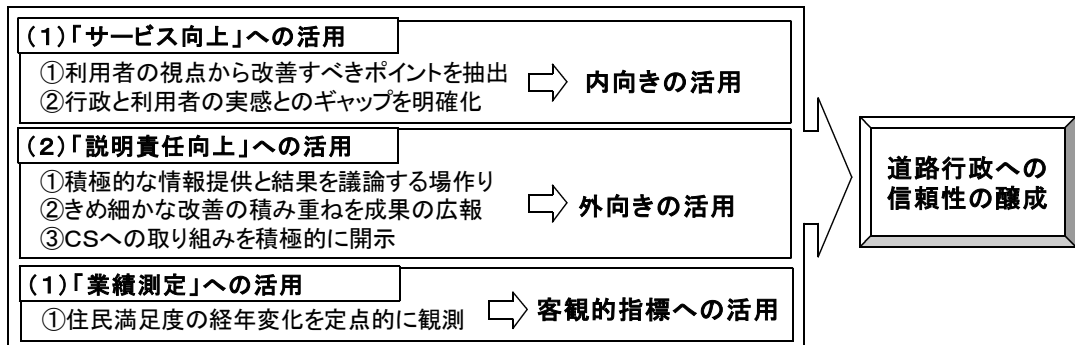 (1)「サービス向上」への活用
①利用者の視点から改善すべきポイントを抽出
②行政と利用者の実感とのギャップを明確化
内向きの活用
(2)「説明責任向上」への活用
①積極的な情報提供と結果を議論する場作り
②きめ細かな改善の積み重ねを成果の広報
③CSへの取り組みを積極的に開示
外向きの活用
(1)「業績測定」への活用
①住民満足度の経年変化を定点的に観測
客観的指標への活用
道路行政への
信頼性の醸成